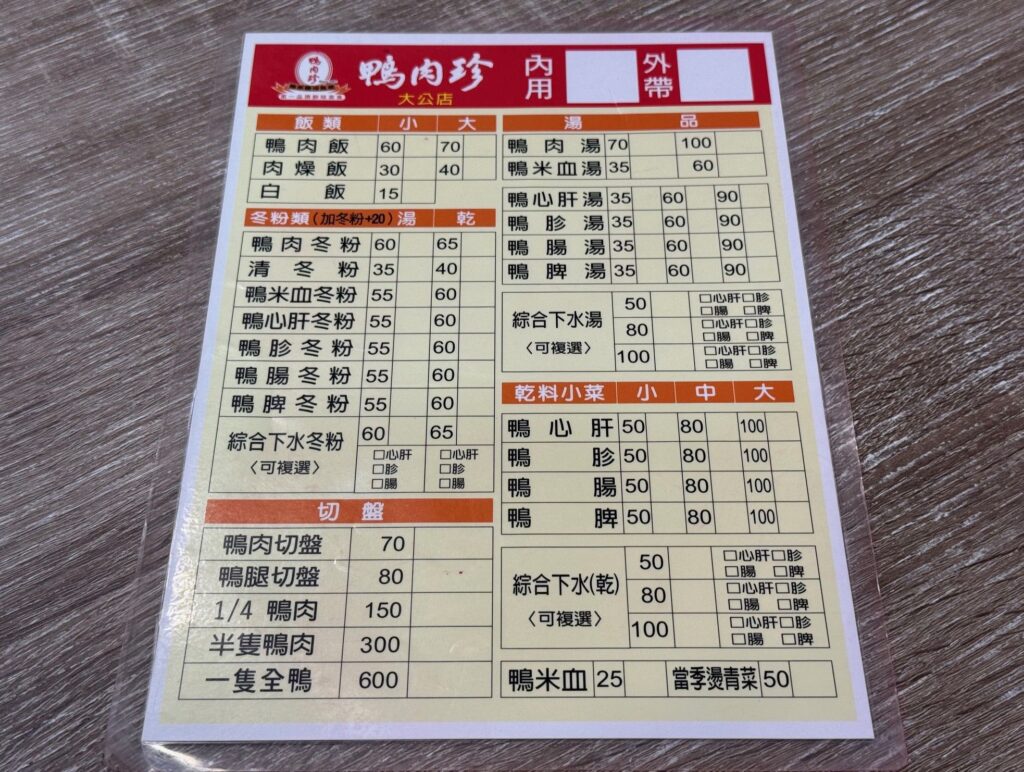 鴨肉珍
鴨肉珍
大公店
內用
外帶
飯類 小 大
鴨肉飯 60 70
肉燥飯 30 40
白飯 15
冬粉類(加冬粉+20) 湯 乾
鴨肉冬粉 60 65
清冬粉 35 40
鴨米血冬粉 55 60
鴨心肝冬粉 55 60
鴨胗冬粉 55 60
鴨腸冬粉 55 60
鴨脾冬粉 55 60
綜合下水冬粉 60 65
〈可複選〉
□心肝 □心肝
□胗 □胗
□腸 □腸
切盤
鴨肉切盤 70
鴨腿切盤 80
1/4 鴨肉 150
半隻鴨肉 300
一隻全鴨 600
湯品
鴨肉湯 70 100
鴨米血湯 35 60
鴨心肝湯 35 60 90
鴨胗湯 35 60 90
鴨腸湯 35 60 90
鴨脾湯 35 60 90
綜合下水湯
〈可複選〉
50 □心肝□胗
□腸 □脾
80 □心肝□胗
□腸 □脾
100 □心肝□胗
□腸 □脾
乾料小菜 小 中 大
鴨心肝 50 80 100
鴨胗 50 80 100
鴨腸 50 80 100
鴨脾 50 80 100
綜合下水(乾)
〈可複選〉
50 □心肝□胗
□腸 □脾
80 □心肝□胗
□腸 □脾
100 □心肝□胗
□腸 □脾
鴨米血 25 當季燙青菜 50